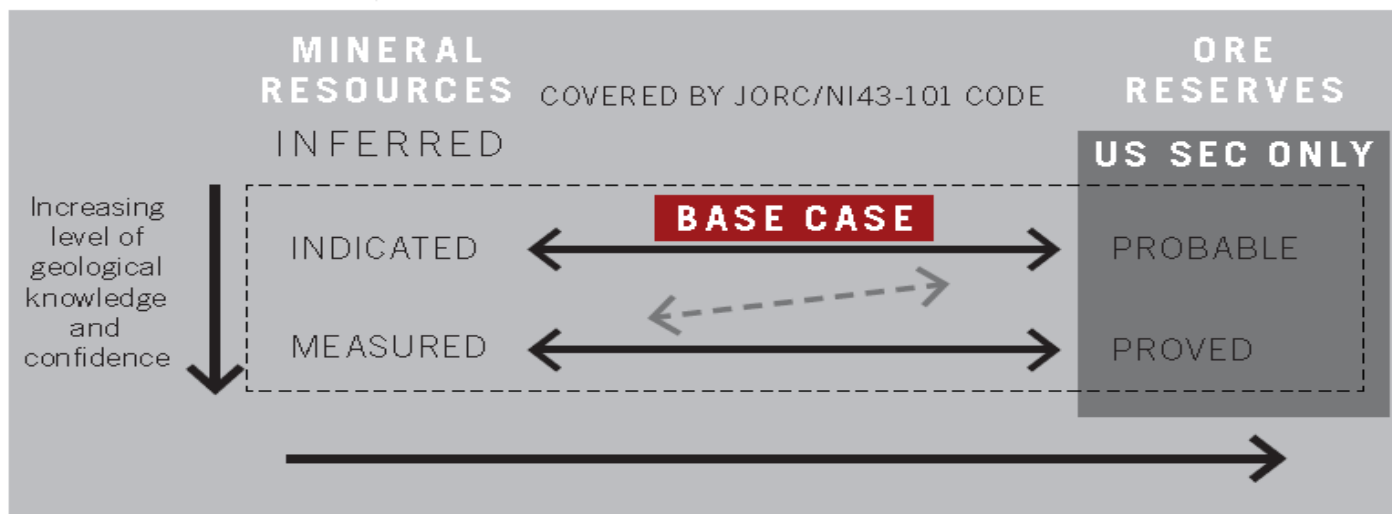 MINERAL
RESOURCES
COVERED BY JORC/NI43-101 CODE
ORE
RESERVES
INFERRED
US SEC ONLY
Increasing
level of
geological
knowledge
and
confidence
BASE CASE
INDICATED
PROBABLE
MEASURED
PROVED